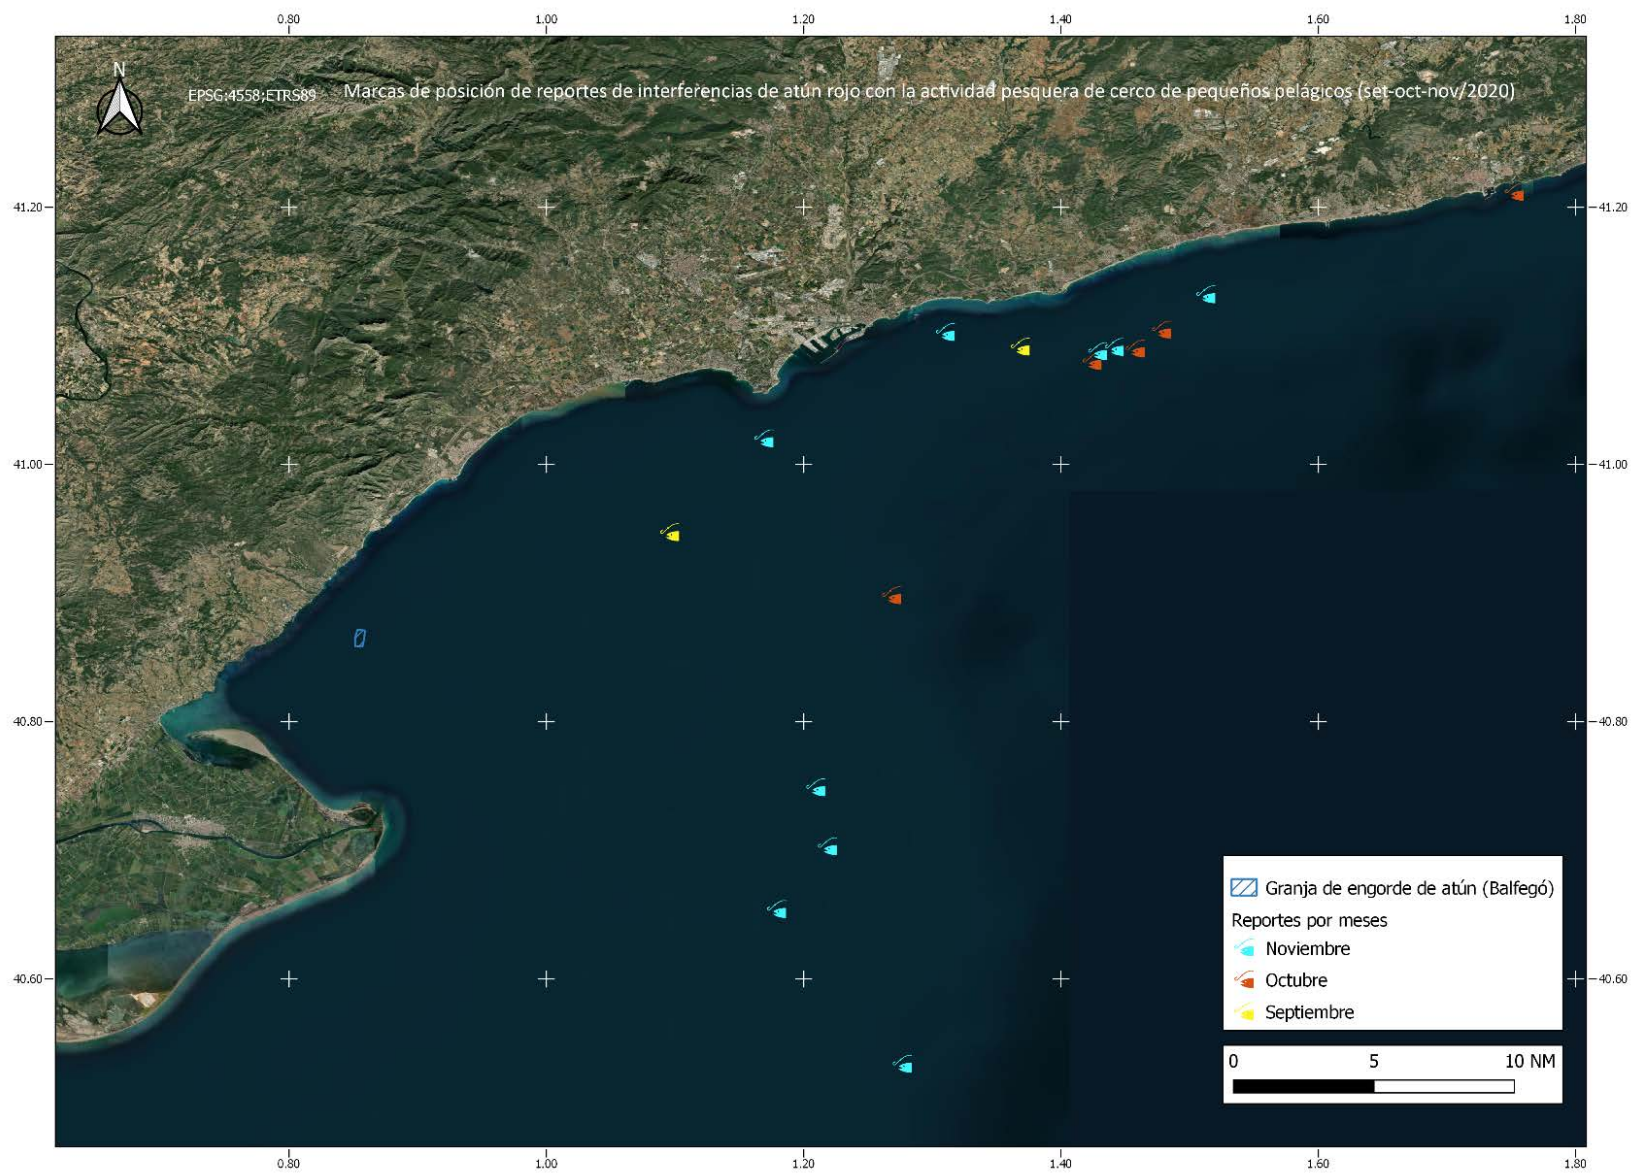 0.80 1.00 1.20 1.40 1.60 1.80
N
EPSG:4558;ETRS89 Marcas de posición de reportes de interferencias de atún rojo con la actividad pesquera de cerco de pequeños pelágicos (set-oct-nov/2020)
41.20 41.20
41.00 41.00
40.80 40.80
Granja de engorde de atún (Balfegó)
Reportes por meses
Noviembre
40.60 Octubre 40.60
Septiembre
0 5 10 NM
0.80 1.00 1.20 1.40 1.60 1.80